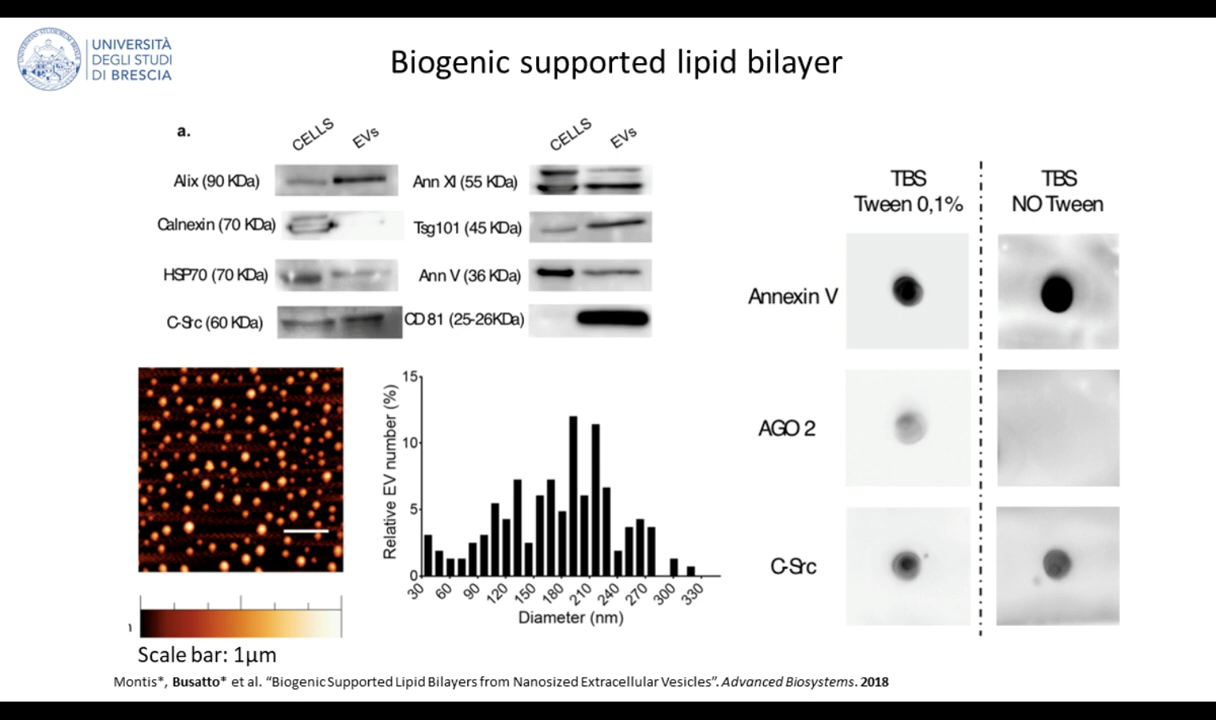 UNIVERSITÀ
DEGLI STUDI
DI BRESCIA
Biogenic supported lipid bilayer
a.
CELLS EVs
Alix (90 KDa)
Calnexin (70 KDa)
HSP70 (70 KDa)
C-Src (60 KDa)
CELLS EVs
Ann XI (55 KDa)
Tsg101 (45 KDa)
Ann V (36 KDa)
CD81 (25-26KDa)
TBS
Tween 0,1%
TBS
NO Tween
Annexin V
AGO 2
C-Src
Relative EV number (%)
15
10
5
0
30 60 90 120 150 180 210 240 270 300 330
Diameter (nm)
Scale bar: 1µm
Montis*, Busatto* et al. “Biogenic Supported Lipid Bilayers from Nanosized Extracellular Vesicles”. Advanced Biosystems. 2018